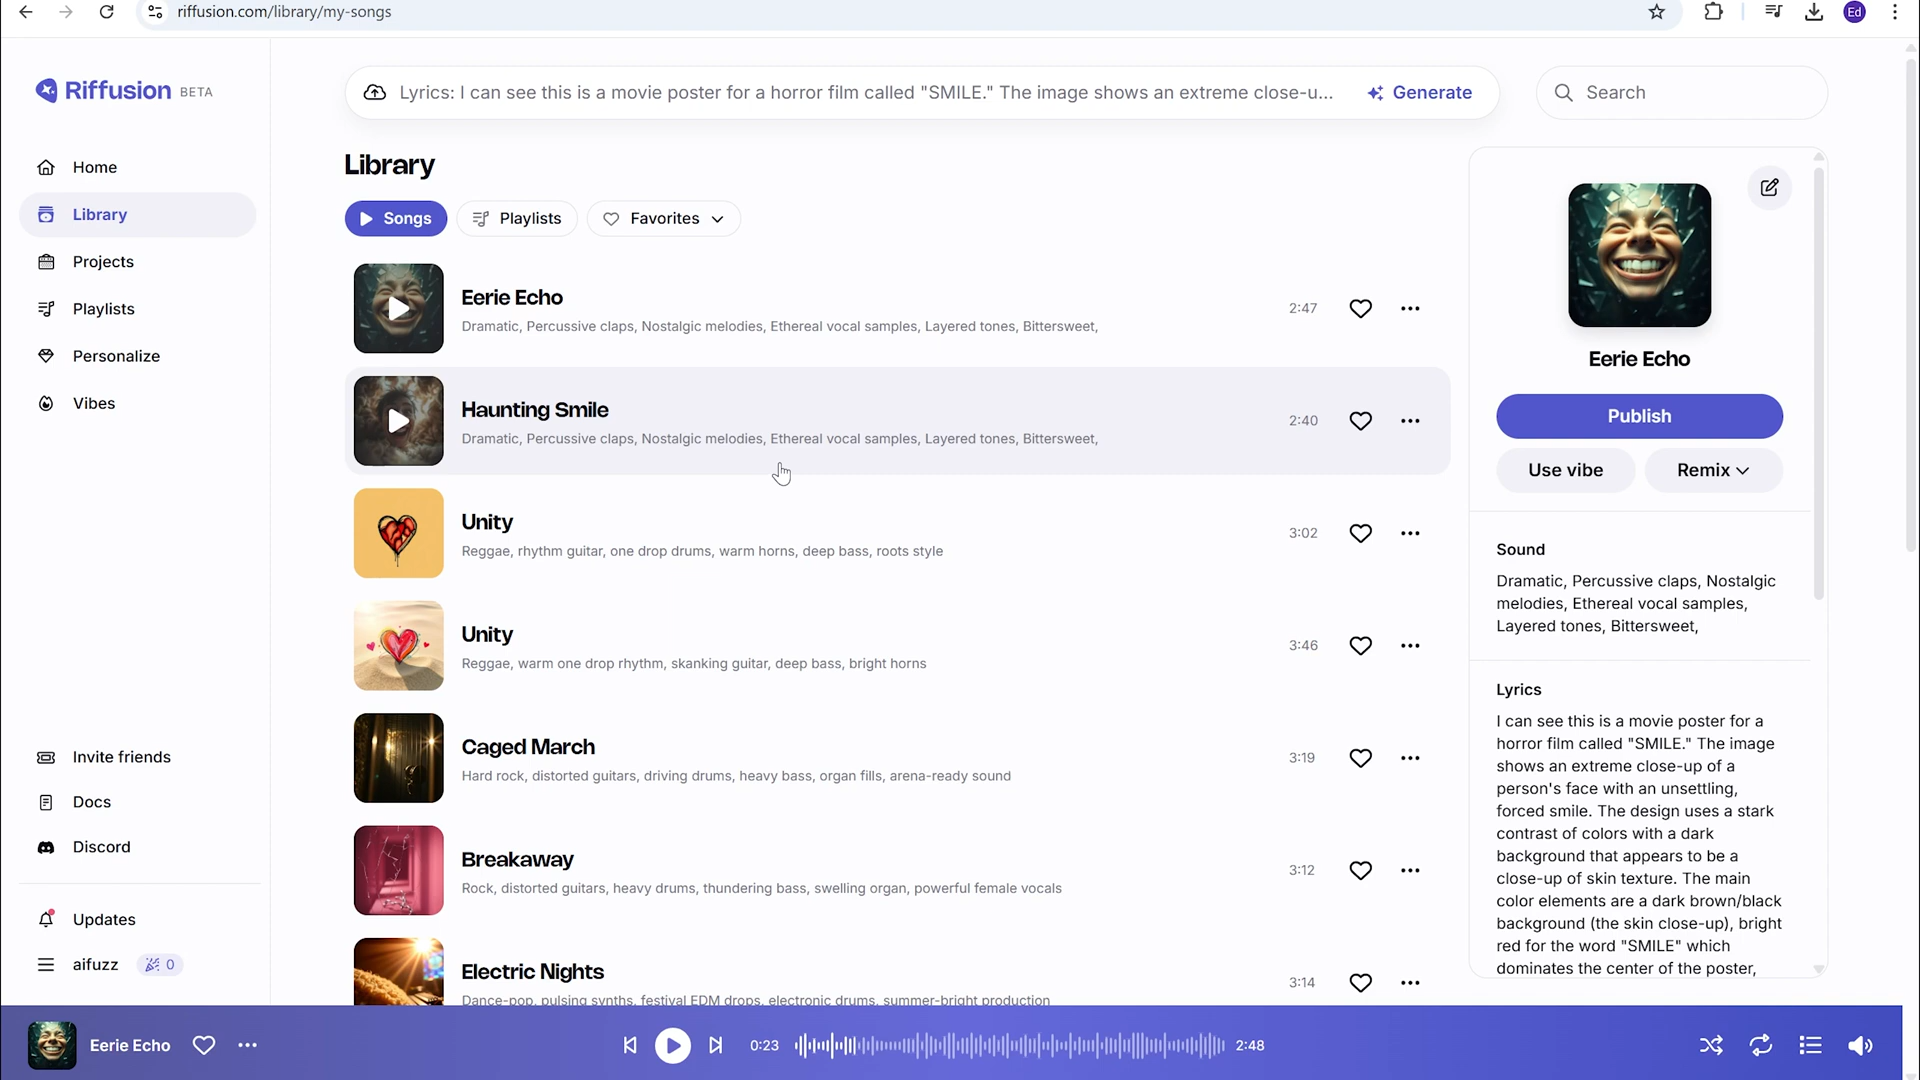 riffusion.com/library/my-songs
Ed
Riffusion BETA
Lyrics: I can see this is a movie poster for a horror film called "SMILE." The image shows an extreme close-u...
Generate
Search
Home
Library
Projects
Playlists
Personalize
Vibes
Invite friends
Docs
Discord
Updates
aifuzz 0
Library
Songs
Playlists
Favorites
Eerie Echo
Dramatic, Percussive claps, Nostalgic melodies, Ethereal vocal samples, Layered tones, Bittersweet,
2:47
Haunting Smile
Dramatic, Percussive claps, Nostalgic melodies, Ethereal vocal samples, Layered tones, Bittersweet,
2:40
Unity
Reggae, rhythm guitar, one drop drums, warm horns, deep bass, roots style
3:02
Unity
Reggae, warm one drop rhythm, skanking guitar, deep bass, bright horns
3:46
Caged March
Hard rock, distorted guitars, driving drums, heavy bass, organ fills, arena-ready sound
3:19
Breakaway
Rock, distorted guitars, heavy drums, thundering bass, swelling organ, powerful female vocals
3:12
Electric Nights
Dance-pop, pulsing synths, festival EDM drops, electronic drums, summer-bright production
3:14
Eerie Echo
Publish
Use vibe
Remix
Sound
Dramatic, Percussive claps, Nostalgic
melodies, Ethereal vocal samples,
Layered tones, Bittersweet,
Lyrics
I can see this is a movie poster for a
horror film called "SMILE." The image
shows an extreme close-up of a
person's face with an unsettling,
forced smile. The design uses a stark
contrast of colors with a dark
background that appears to be a
close-up of skin texture. The main
color elements are a dark brown/black
background (the skin close-up), bright
red for the word "SMILE" which
dominates the center of the poster,
Eerie Echo
0:23
2:48